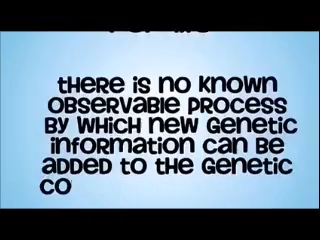 THERE IS NO KNOWN
OBSERVABLE PROCESS
BY WHICH NEW GENETIC
INFORMATION CAN BE
ADDED TO THE GENETIC
CO